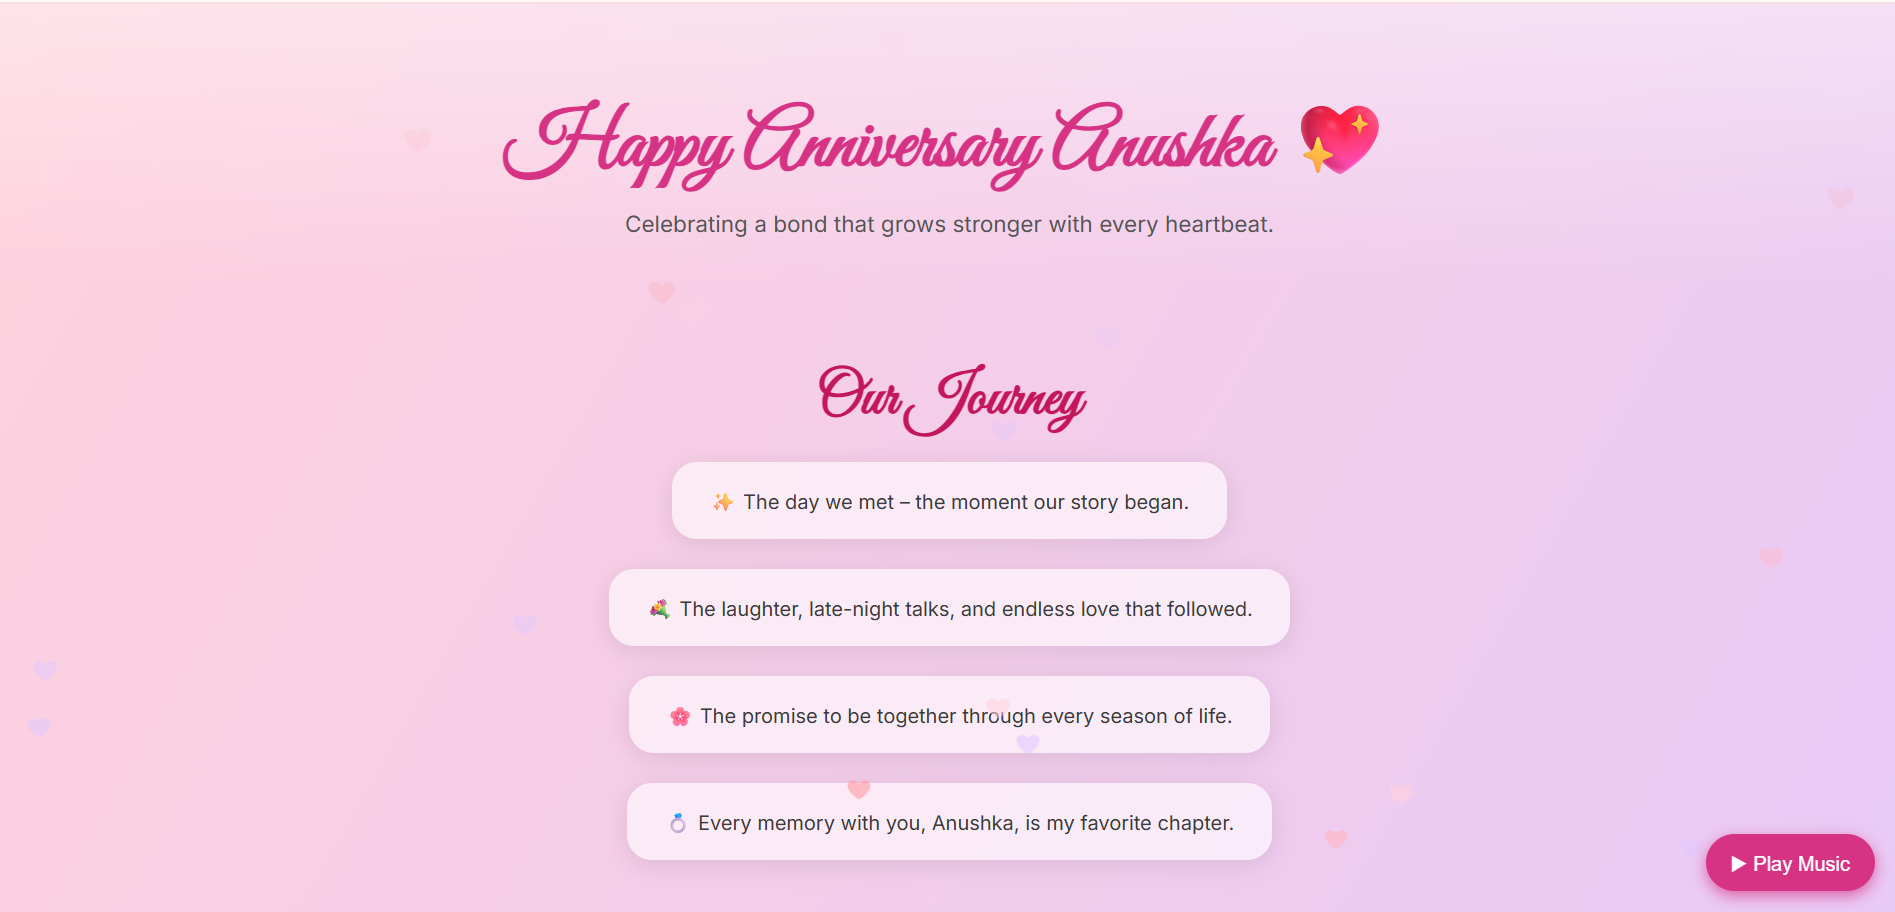 Happy Anniversary Anushka 💖
Celebrating a bond that grows stronger with every heartbeat.
Our Journey
✨ The day we met – the moment our story began.
💐 The laughter, late-night talks, and endless love that followed.
🌸 The promise to be together through every season of life.
💍 Every memory with you, Anushka, is my favorite chapter.
▶ Play Music